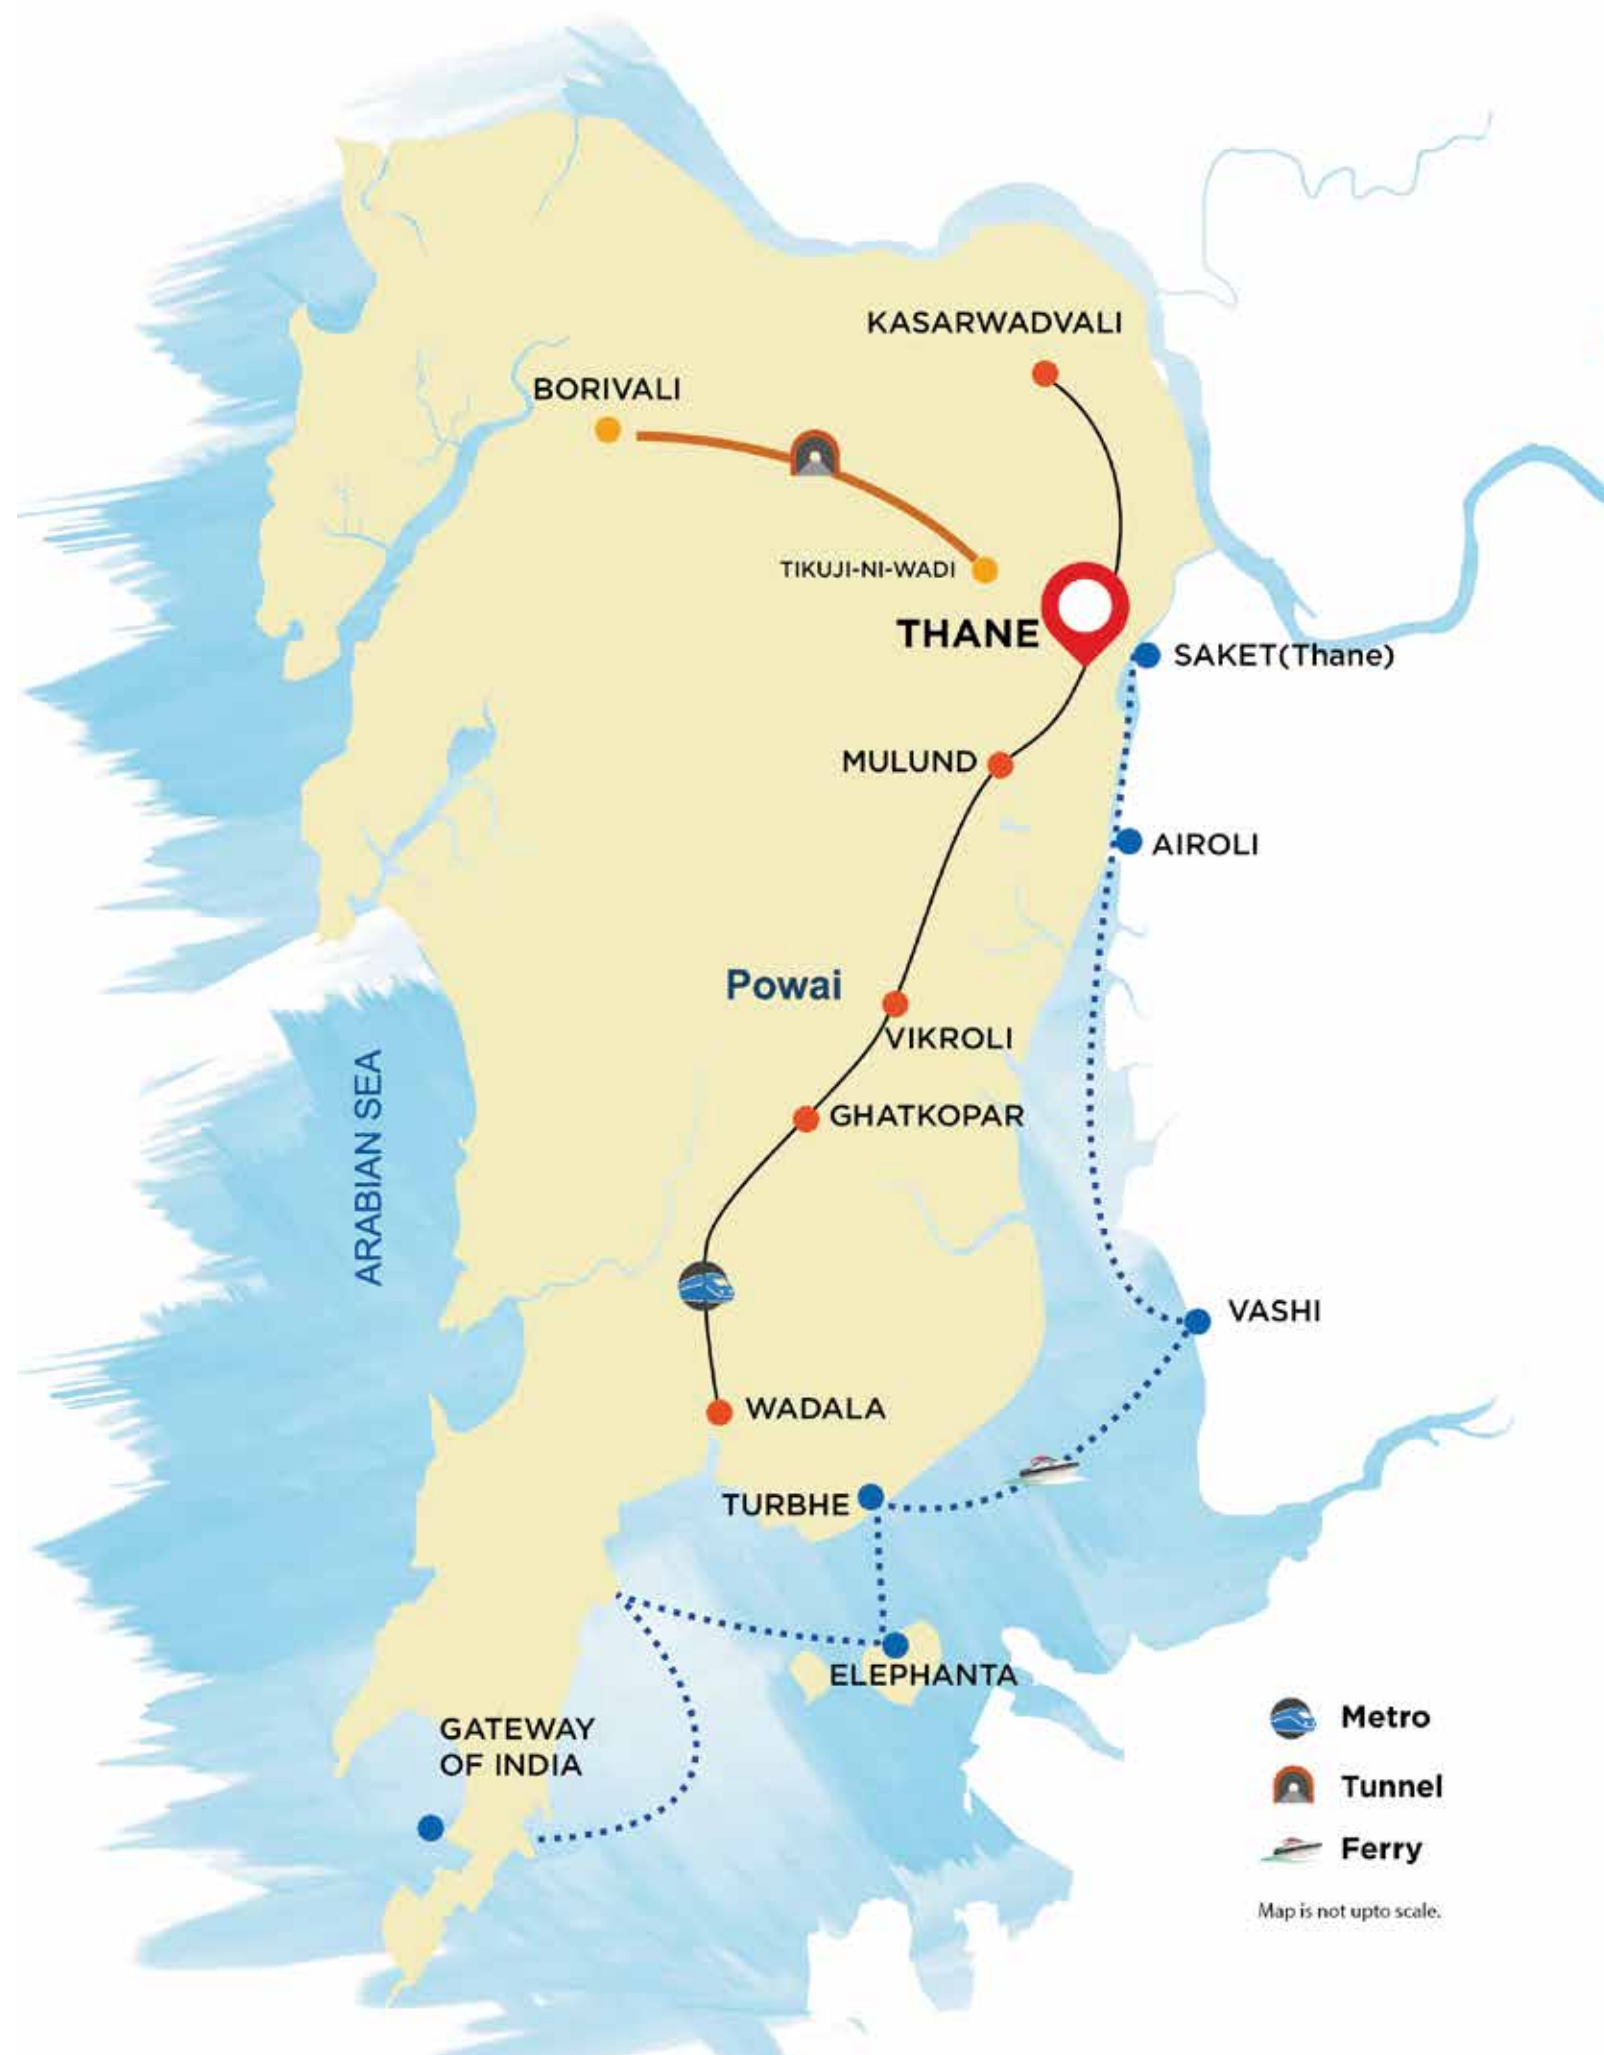 KASARWADVALI
BORIVALI
TIKUJI-NI-WADI
THANE
SAKET(Thane)
MULUND
AIROLI
Powai
VIKROLI
GHATKOPAR
ARABIAN SEA
VASHI
WADALA
TURBHE
ELEPHANTA
GATEWAY
OF INDIA
Metro
Tunnel
Ferry
Map is not upto scale.